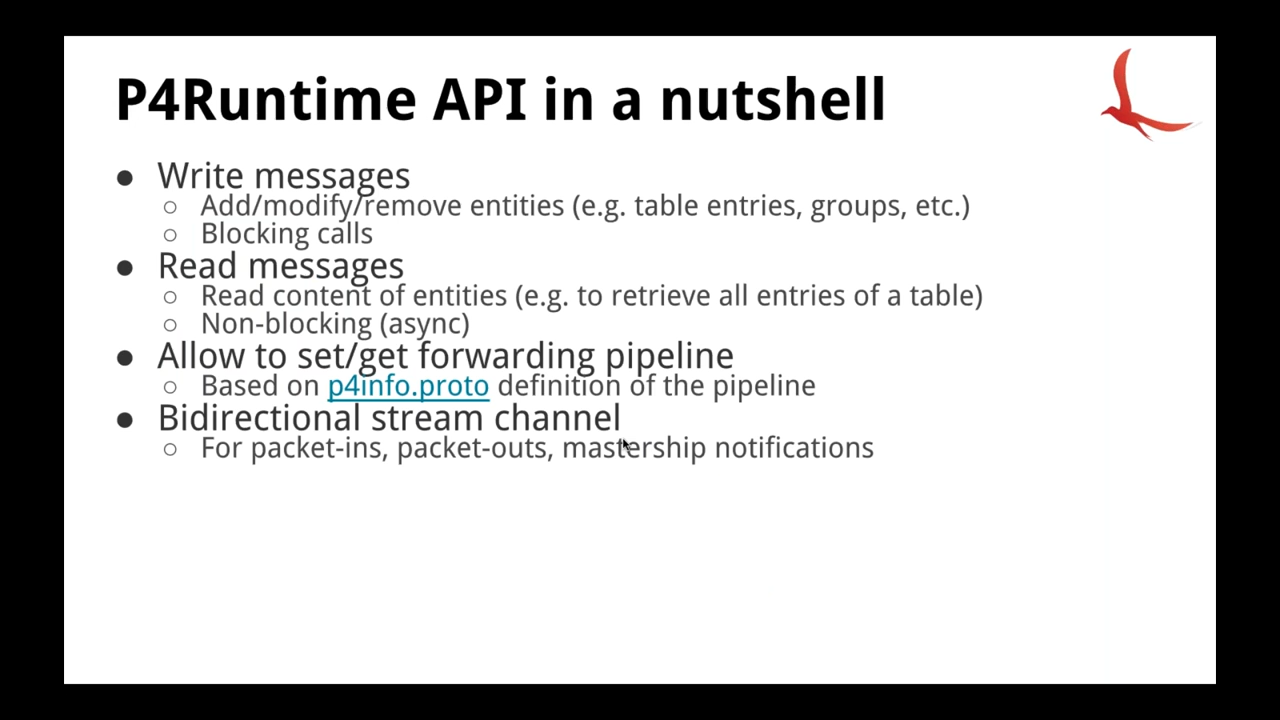 P4Runtime API in a nutshell
● Write messages
○ Add/modify/remove entities (e.g. table entries, groups, etc.)
○ Blocking calls
● Read messages
○ Read content of entities (e.g. to retrieve all entries of a table)
○ Non-blocking (async)
● Allow to set/get forwarding pipeline
○ Based on p4info.proto definition of the pipeline
● Bidirectional stream channel
○ For packet-ins, packet-outs, mastership notifications